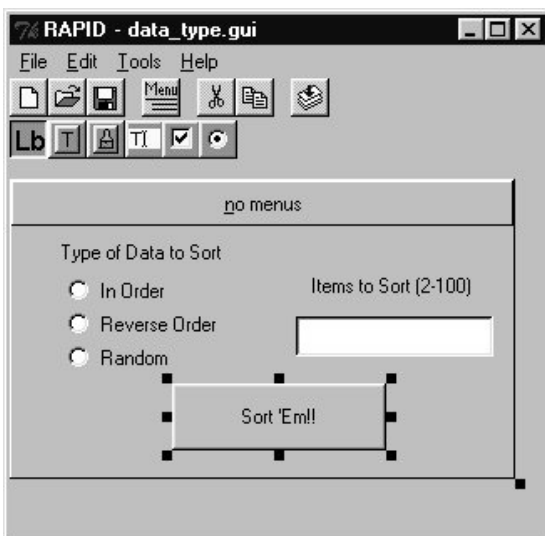 RAPID - data_type.gui
File Edit Tools Help
Menu
Lb T TI
no menus
Type of Data to Sort
In Order
Items to Sort (2-100)
Reverse Order
Random
Sort 'Em!!